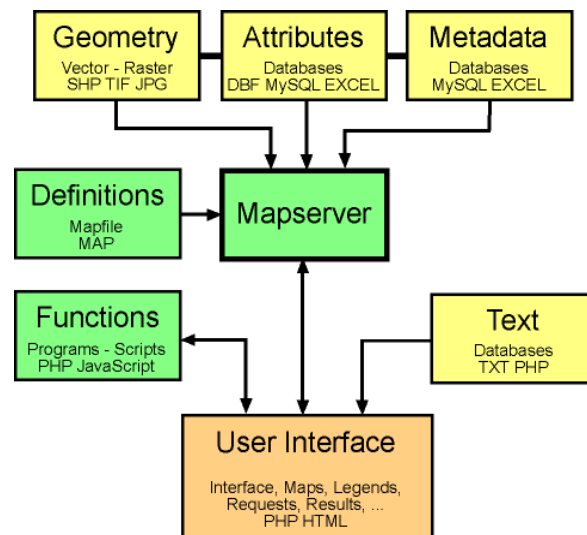 Geometry
Vector - Raster
SHP TIF JPG
Attributes
Databases
DBF MySQL EXCEL
Metadada
Databases
MySQL EXCEL
Definitions
Mapfile
MAP
Mapserver
Functions
Programs - Scripts
PHP JavaScript
Text
Databases
TXT PHP
User Interface
Interface, Maps, Legends,
Requests, Results, ...
PHP HTML